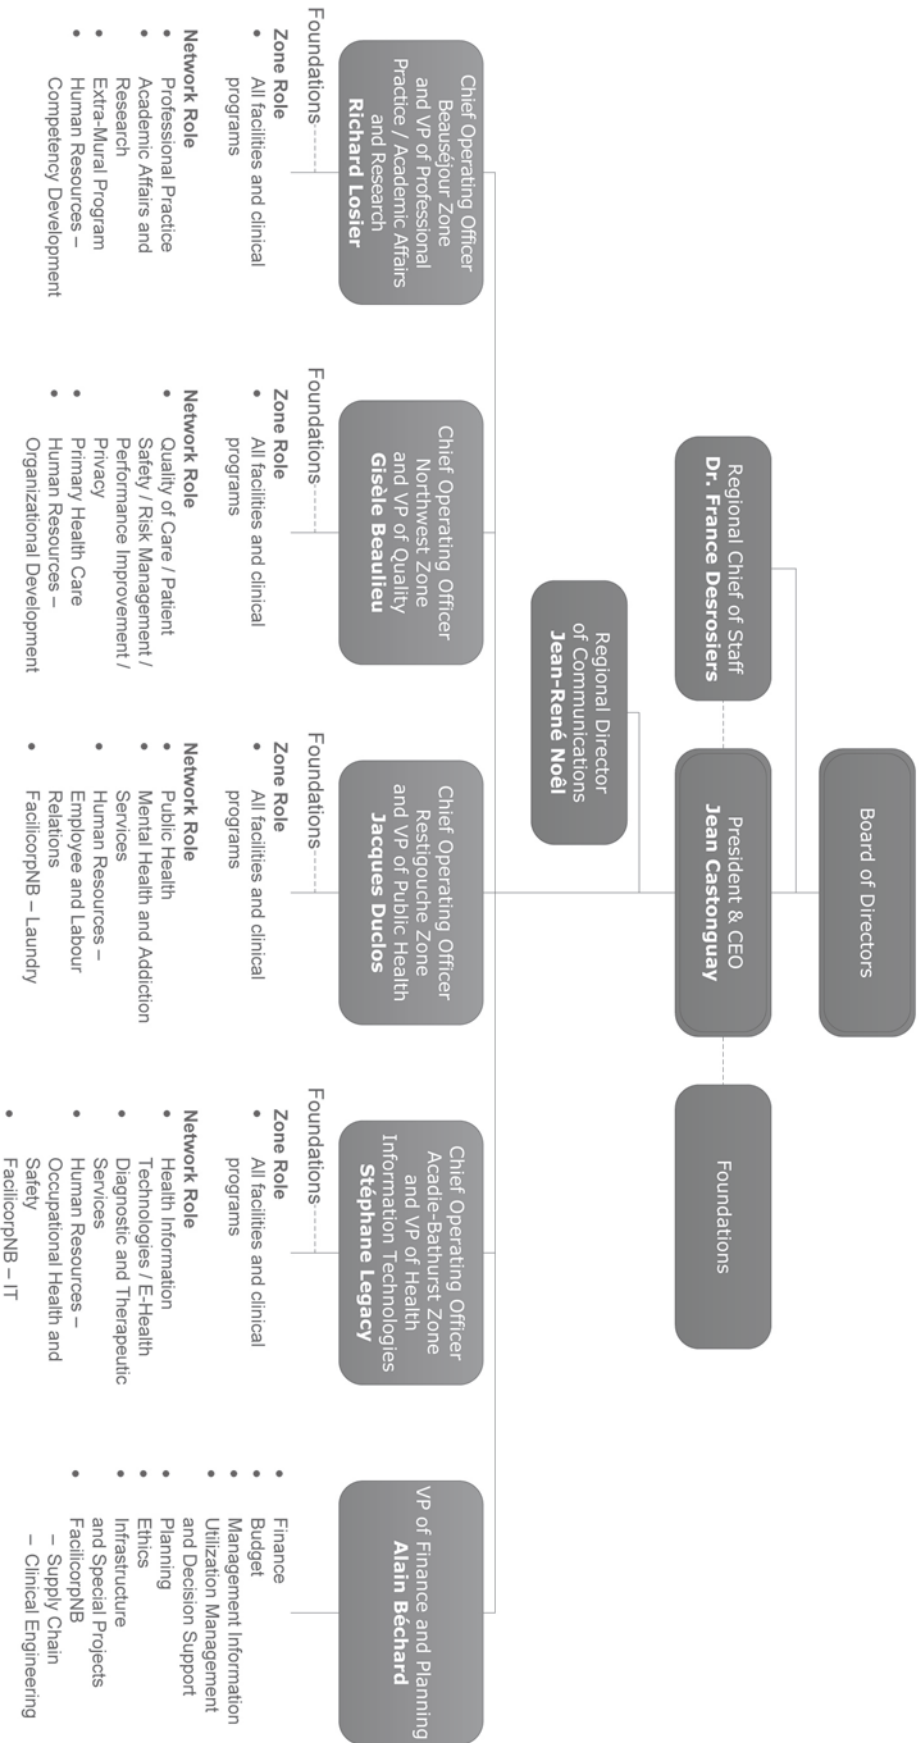 Board of Directors
Regional Chief of Staff
Dr. France Desrosiers
President & CEO
Jean Castonguay
Foundations
Regional Director
of Communications
Jean-René Noêl
Chief Operating Officer
Beauséjour Zone
and VP of Professional
Practice / Academic Affairs
and Research
Richard Losier
Foundations
Zone Role
• All facilities and clinical
programs
Network Role
• Professional Practice
• Academic Affairs and
Research
• Extra-Mural Program
• Human Resources –
Competency Development
Chief Operating Officer
Northwest Zone
and VP of Quality
Gisèle Beaulieu
Foundations
Zone Role
• All facilities and clinical
programs
Network Role
• Quality of Care / Patient
Safety / Risk Management /
Performance Improvement /
Privacy
• Primary Health Care
• Human Resources –
Organizational Development
Chief Operating Officer
Restigouche Zone
and VP of Public Health
Jacques Duclos
Foundations
Zone Role
• All facilities and clinical
programs
Network Role
• Public Health
• Mental Health and Addiction
Services
• Human Resources –
Employee and Labour
Relations
• FacilicorpNB – Laundry
Chief Operating Officer
Acadie-Bathurst Zone
and VP of Health
Information Technologies
Stéphane Legacy
Foundations
Zone Role
• All facilities and clinical
programs
Network Role
• Health Information
Technologies / E-Health
• Diagnostic and Therapeutic
Services
• Human Resources –
Occupational Health and
Safety
• FacilicorpNB – IT
VP of Finance and Planning
Alain Béchard
• Finance
• Budget
• Management Information
• Utilization Management
and Decision Support
• Planning
• Ethics
• Infrastructure
and Special Projects
• FacilicorpNB
– Supply Chain
– Clinical Engineering